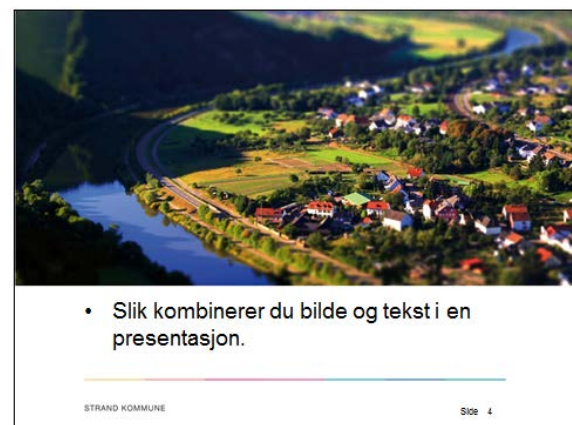 • Slik kombinerer du bilde og tekst i en
presentasjon.
STRAND KOMMUNE
Side 4